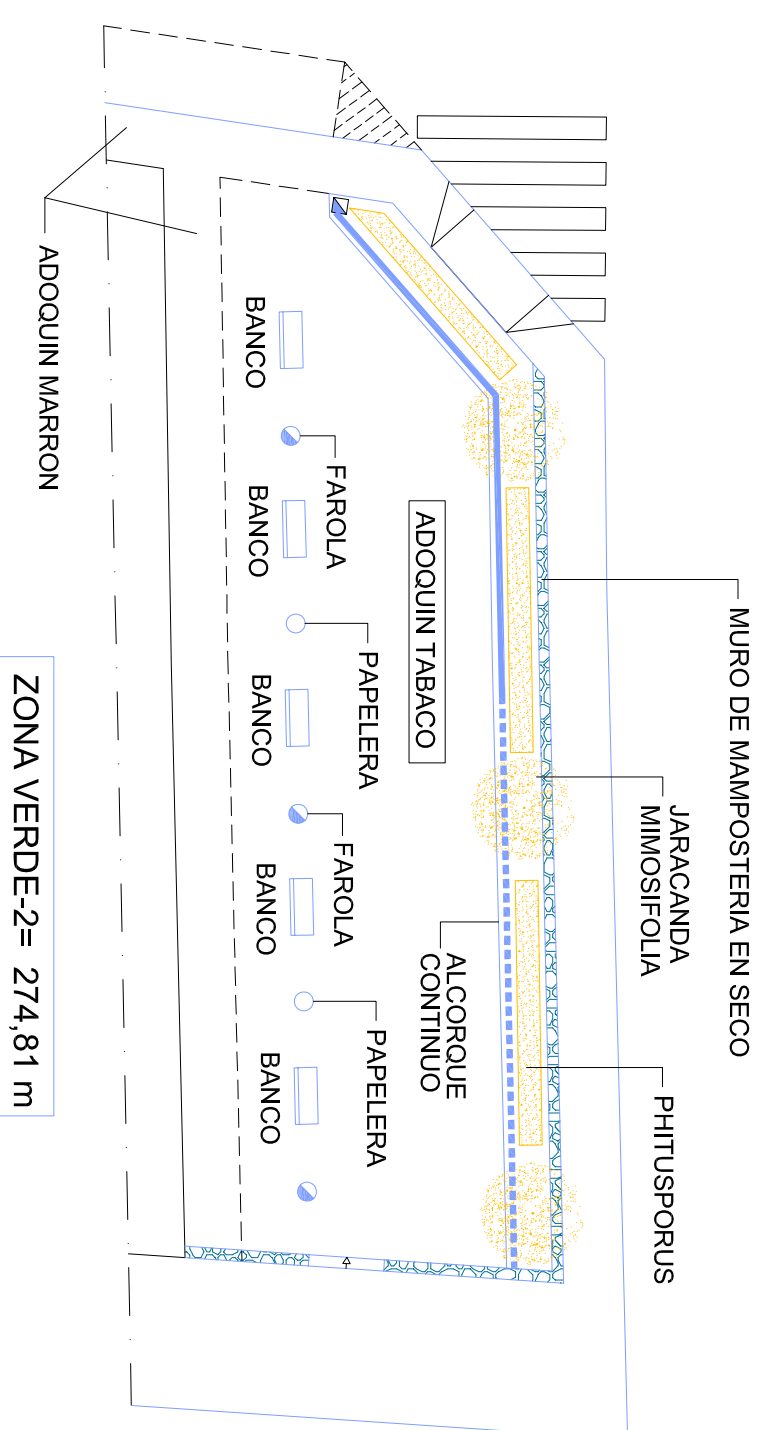 MURO DE MAMPOSTERIA EN SECO
JARACANDA
MIMOSIFOLIA
PHITUSPORUS
ALCORQUE
CONTINUO
ADOQUIN TABACO
FAROLA
PAPELERA
FAROLA
PAPELERA
BANCO
BANCO
BANCO
BANCO
BANCO
ADOQUIN MARRON
ZONA VERDE-2= 274,81 m